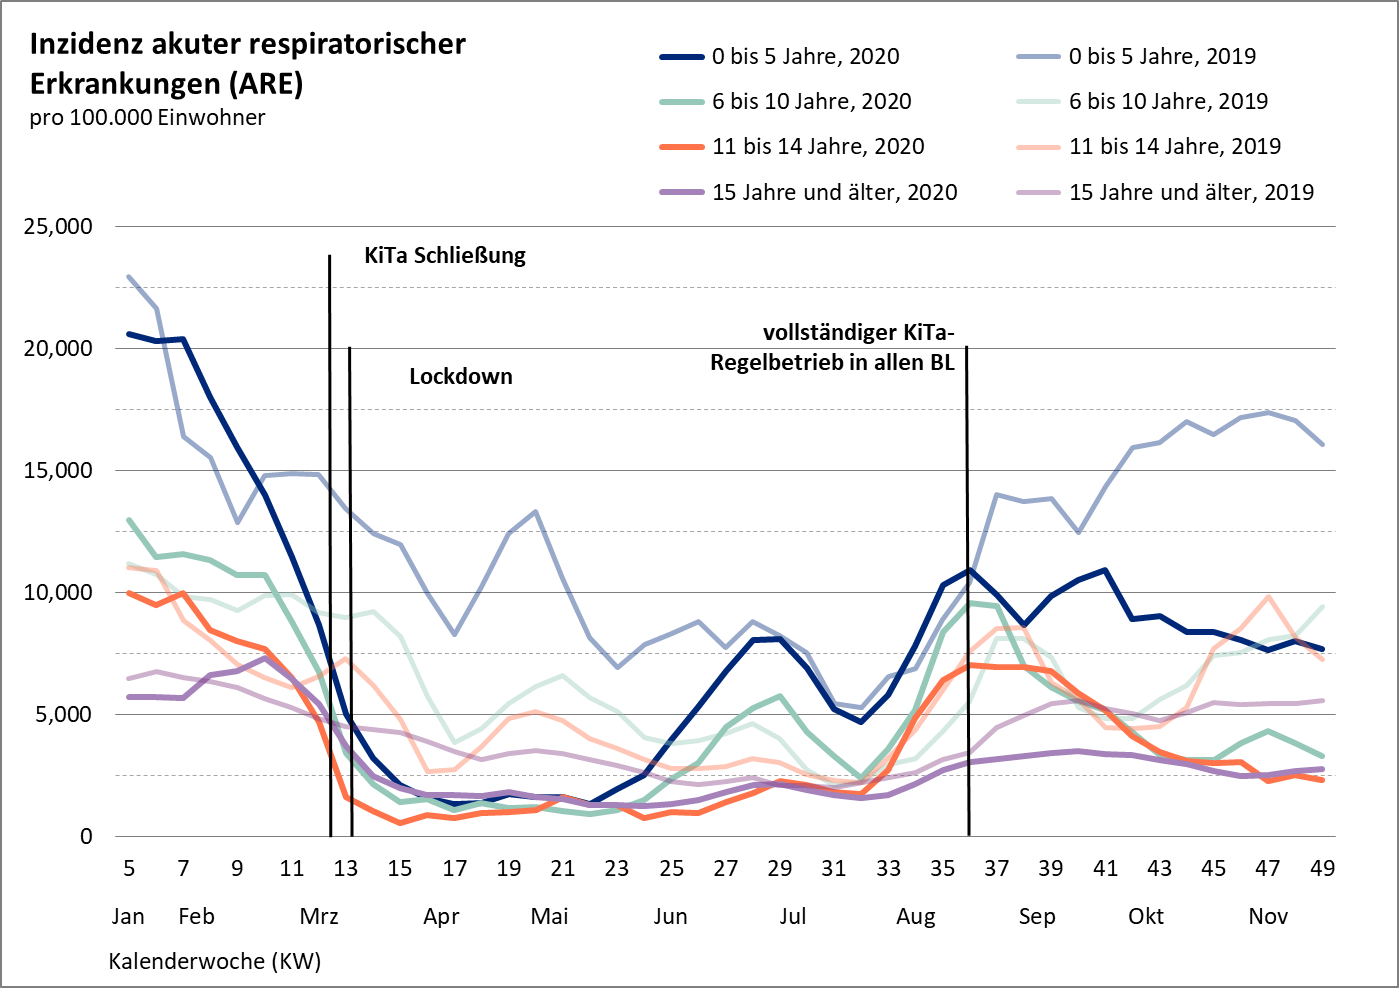 Inzidenz akuter respiratorischer
Erkrankungen (ARE)
pro 100.000 Einwohner
0 bis 5 Jahre, 2020
0 bis 5 Jahre, 2019
6 bis 10 Jahre, 2020
6 bis 10 Jahre, 2019
11 bis 14 Jahre, 2020
11 bis 14 Jahre, 2019
15 Jahre und älter, 2020
15 Jahre und älter, 2019
25,000
KiTa Schließung
vollständiger KiTa-
20,000
Regelbetrieb in allen BL
Lockdown
15,000
10,000
5,000
0
5 7 9 11 13 15 17 19 21 23 25 27 29 31 33 35 37 39 41 43 45 47 49
Jan Feb Mrz Apr Mai Jun Jul Aug Sep Okt Nov
Kalenderwoche (KW)